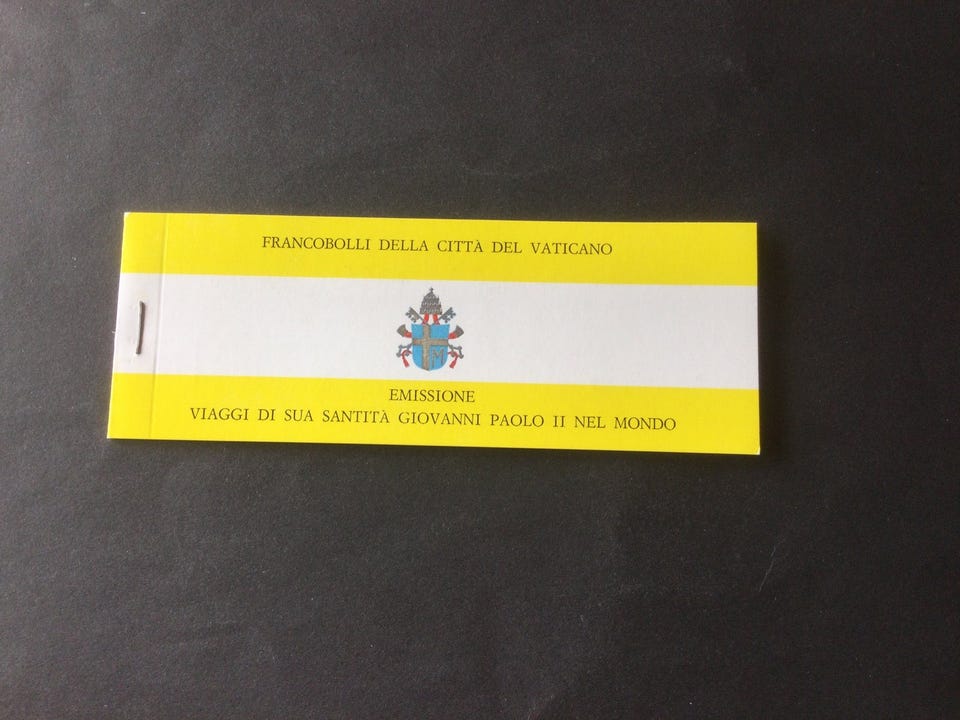 FRANCOBOLLI DELLA CITTÀ DEL VATICANO
M
EMISSIONE
VIAGGI DI SUA SANTITÀ GIOVANNI PAOLO II NEL MONDO